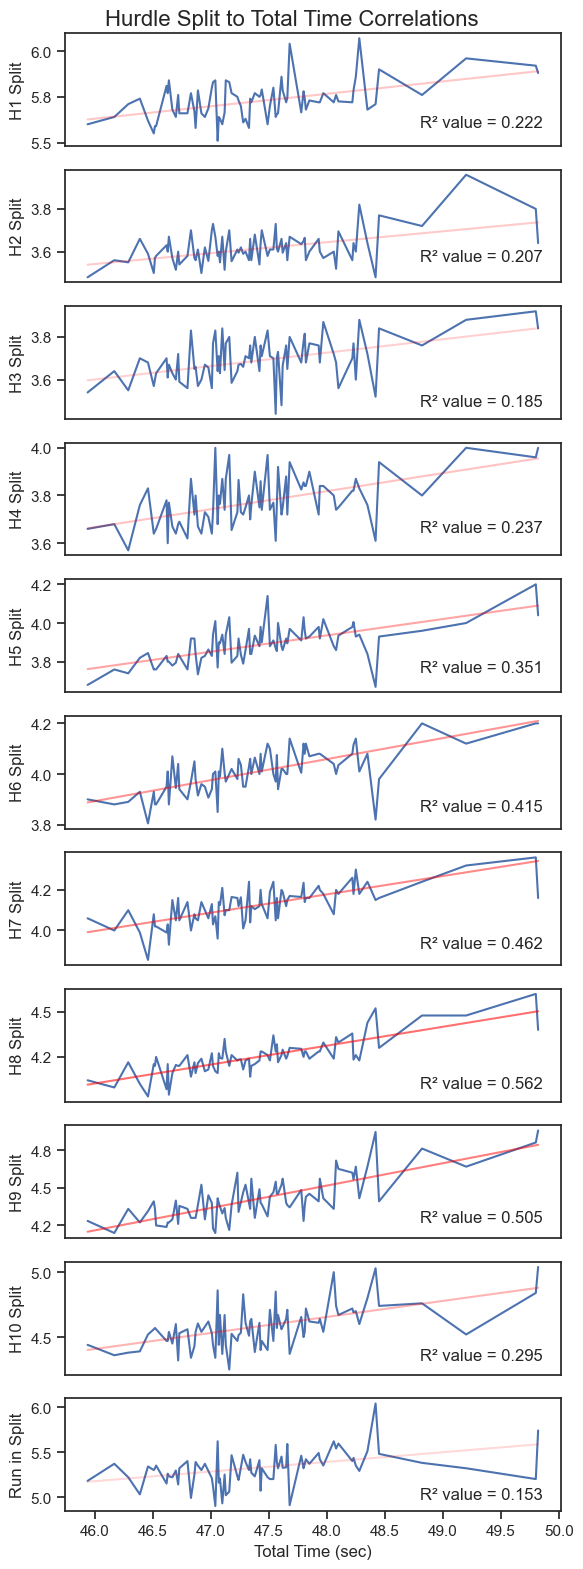 Hurdle Split to Total Time Correlations
H1 Split
6.0
5.8
5.5
R² value = 0.222
H2 Split
3.8
3.6
R² value = 0.207
H3 Split
3.8
3.6
R² value = 0.185
H4 Split
4.0
3.8
3.6
R² value = 0.237
H5 Split
4.2
4.0
3.8
R² value = 0.351
H6 Split
4.2
4.0
3.8
R² value = 0.415
H7 Split
4.2
4.0
R² value = 0.462
H8 Split
4.5
4.2
R² value = 0.562
H9 Split
4.8
4.5
4.2
R² value = 0.505
H10 Split
5.0
4.5
R² value = 0.295
Run in Split
6.0
5.5
5.0
R² value = 0.153
46.0 46.5 47.0 47.5 48.0 48.5 49.0 49.5 50.0
Total Time (sec)